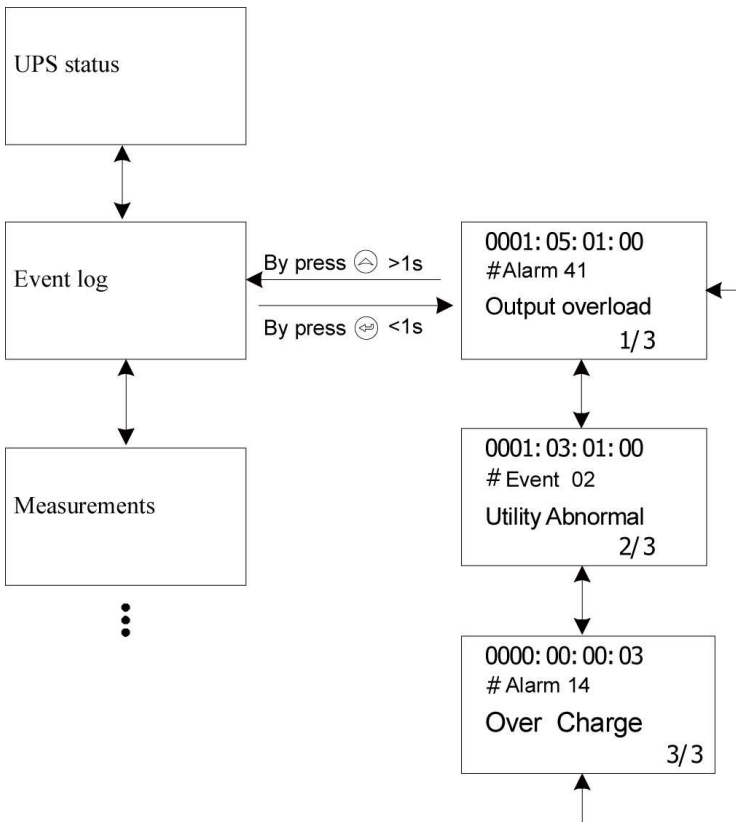 UPS status
Event log
Measurements
By press >1s
By press <1s
0001:05:01:00
#Alarm 41
Output overload
1/3
0001:03:01:00
# Event 02
Utility Abnormal
2/3
0000:00:00:03
# Alarm 14
Over Charge
3/3